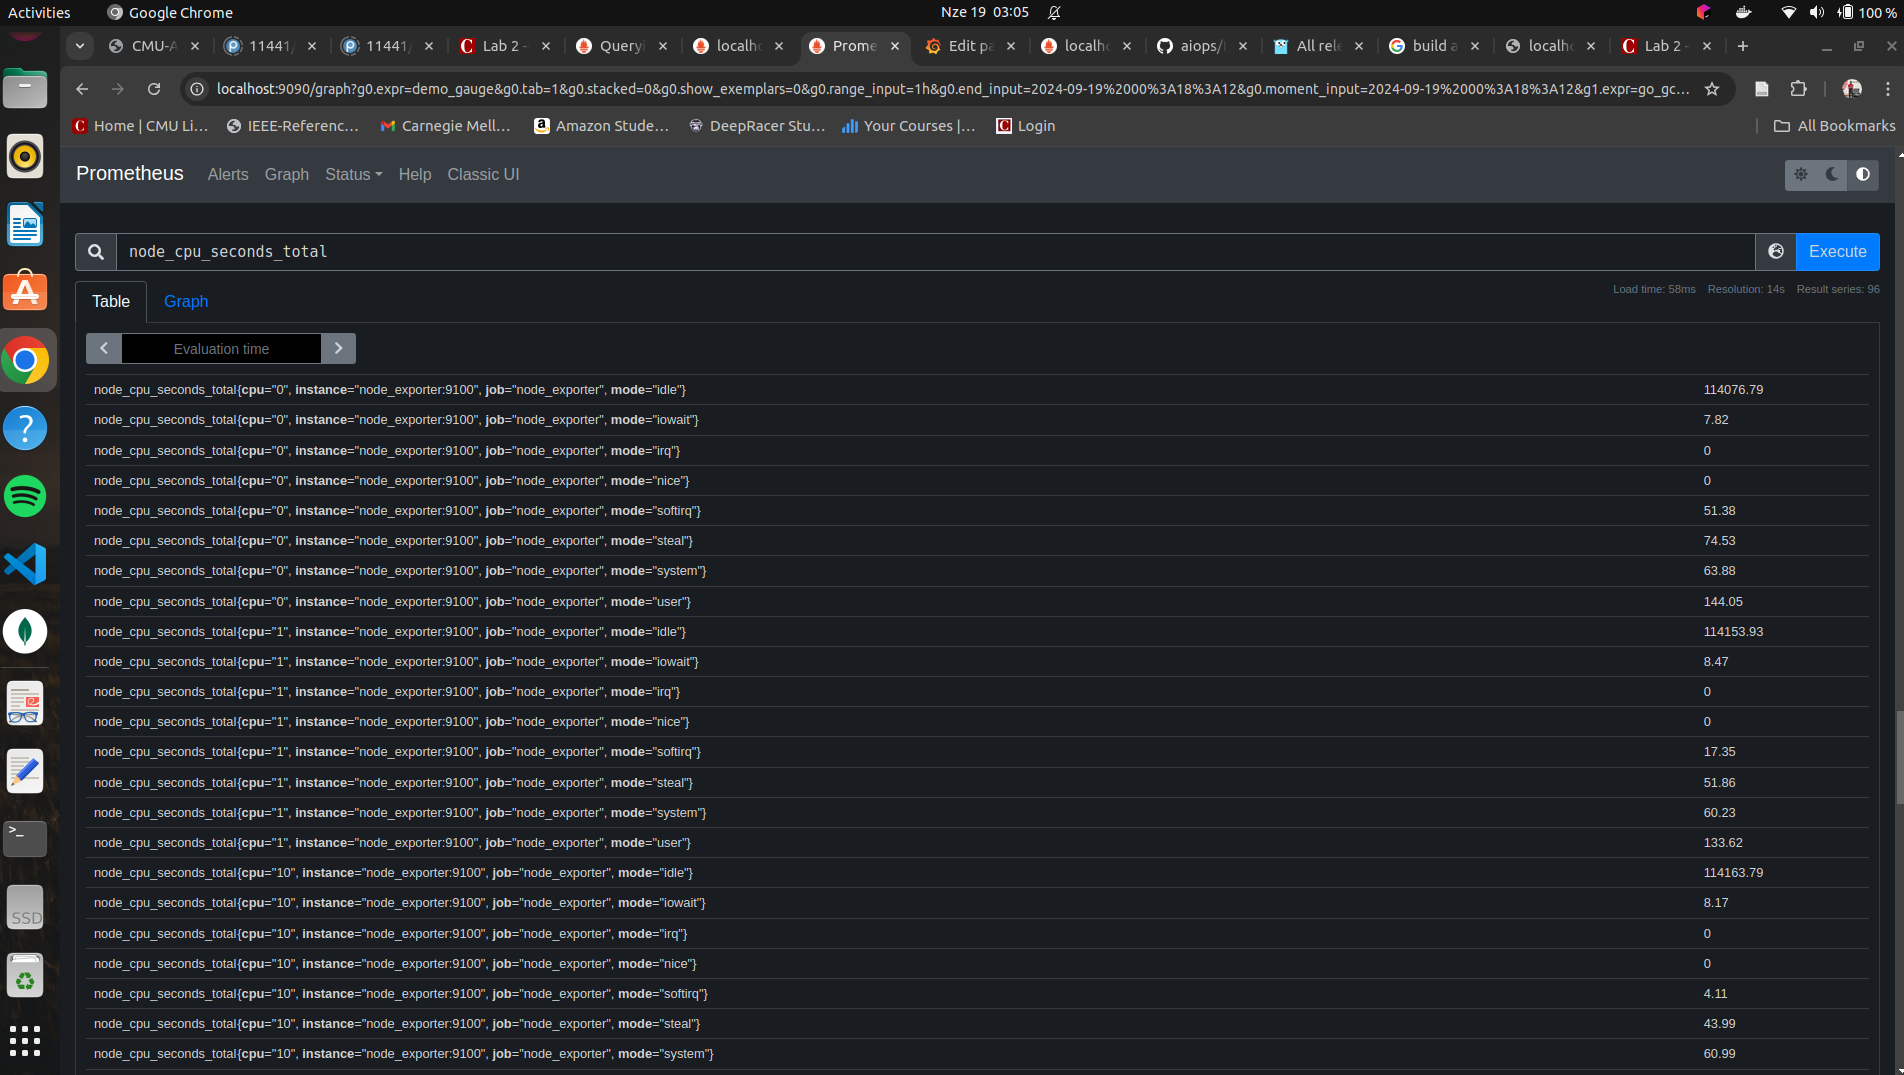 Activities Google Chrome Nze 19 03:05 100 %
CMU-A 11441/ 11441/ Lab 2 - Queryi localho localho Prome Edit pa localho aiops/l All rele build a localho Lab 2 -
localhost:9090/graph?g0.expr=demo_gauge&g0.tab=1&g0.stacked=0&g0.show_exemplars=0&g0.range_input=1h&g0.end_input=2024-09-19%2000%3A18%3A12&g0.moment_input=2024-09-19%2000%3A18%3A12&g1.expr=go_gc...
Home | CMU Li... IEEE-Referenc... Carnegie Mell... Amazon Stude... DeepRacer Stu... Your Courses |... Login All Bookmarks
Prometheus Alerts Graph Status Help Classic UI
node_cpu_seconds_total Execute
Table Graph Load time: 58ms Resolution: 14s Result series: 96
Evaluation time
node_cpu_seconds_total{cpu="0", instance="node_exporter:9100", job="node_exporter", mode="idle"} 114076.79
node_cpu_seconds_total{cpu="0", instance="node_exporter:9100", job="node_exporter", mode="iowait"} 7.82
node_cpu_seconds_total{cpu="0", instance="node_exporter:9100", job="node_exporter", mode="irq"} 0
node_cpu_seconds_total{cpu="0", instance="node_exporter:9100", job="node_exporter", mode="nice"} 0
node_cpu_seconds_total{cpu="0", instance="node_exporter:9100", job="node_exporter", mode="softirq"} 51.38
node_cpu_seconds_total{cpu="0", instance="node_exporter:9100", job="node_exporter", mode="steal"} 74.53
node_cpu_seconds_total{cpu="0", instance="node_exporter:9100", job="node_exporter", mode="system"} 63.88
node_cpu_seconds_total{cpu="0", instance="node_exporter:9100", job="node_exporter", mode="user"} 144.05
node_cpu_seconds_total{cpu="1", instance="node_exporter:9100", job="node_exporter", mode="idle"} 114153.93
node_cpu_seconds_total{cpu="1", instance="node_exporter:9100", job="node_exporter", mode="iowait"} 8.47
node_cpu_seconds_total{cpu="1", instance="node_exporter:9100", job="node_exporter", mode="irq"} 0
node_cpu_seconds_total{cpu="1", instance="node_exporter:9100", job="node_exporter", mode="nice"} 0
node_cpu_seconds_total{cpu="1", instance="node_exporter:9100", job="node_exporter", mode="softirq"} 17.35
node_cpu_seconds_total{cpu="1", instance="node_exporter:9100", job="node_exporter", mode="steal"} 51.86
node_cpu_seconds_total{cpu="1", instance="node_exporter:9100", job="node_exporter", mode="system"} 60.23
node_cpu_seconds_total{cpu="1", instance="node_exporter:9100", job="node_exporter", mode="user"} 133.62
node_cpu_seconds_total{cpu="10", instance="node_exporter:9100", job="node_exporter", mode="idle"} 114163.79
node_cpu_seconds_total{cpu="10", instance="node_exporter:9100", job="node_exporter", mode="iowait"} 8.17
node_cpu_seconds_total{cpu="10", instance="node_exporter:9100", job="node_exporter", mode="irq"} 0
node_cpu_seconds_total{cpu="10", instance="node_exporter:9100", job="node_exporter", mode="nice"} 0
node_cpu_seconds_total{cpu="10", instance="node_exporter:9100", job="node_exporter", mode="softirq"} 4.11
node_cpu_seconds_total{cpu="10", instance="node_exporter:9100", job="node_exporter", mode="steal"} 43.99
node_cpu_seconds_total{cpu="10", instance="node_exporter:9100", job="node_exporter", mode="system"} 60.99
SSD